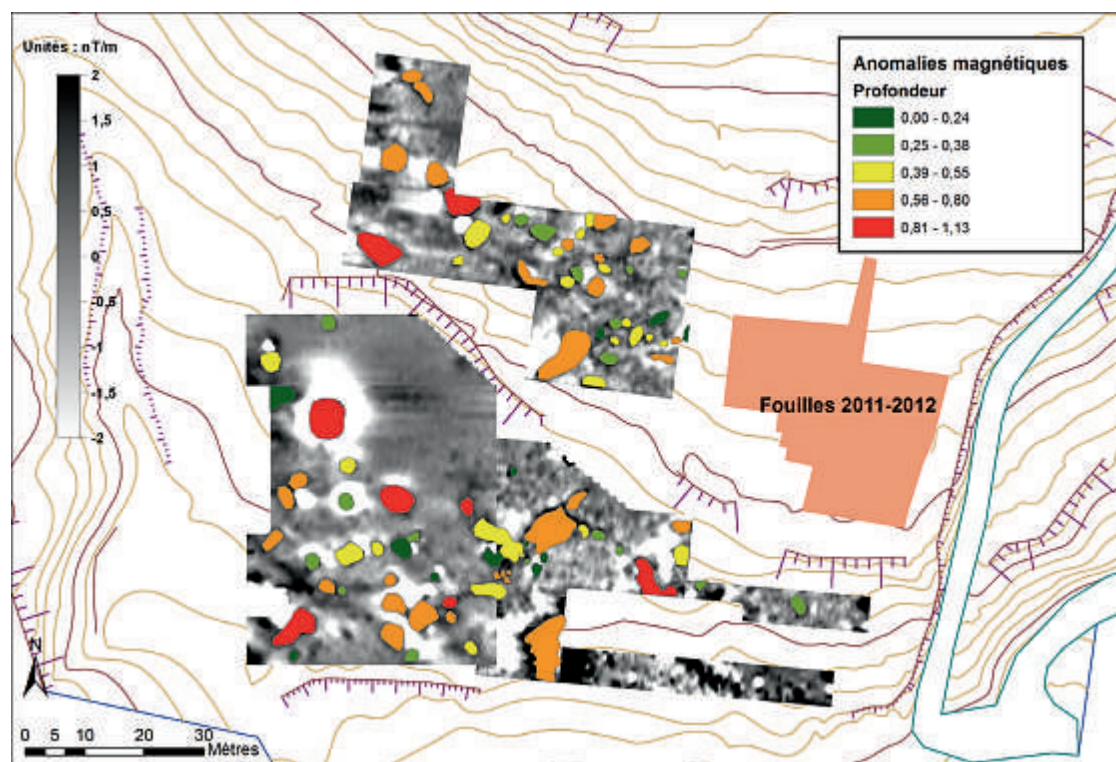 Unités : nT/m
2
1,5
1
0,5
0
-0,5
-1
-1,5
-2
Anomalies magnétiques
Profondeur
0,00 - 0,24
0,25 - 0,38
0,39 - 0,55
0,56 - 0,80
0,81 - 1,13
Fouilles 2011-2012
N
0 5 10 20 30
Mètres